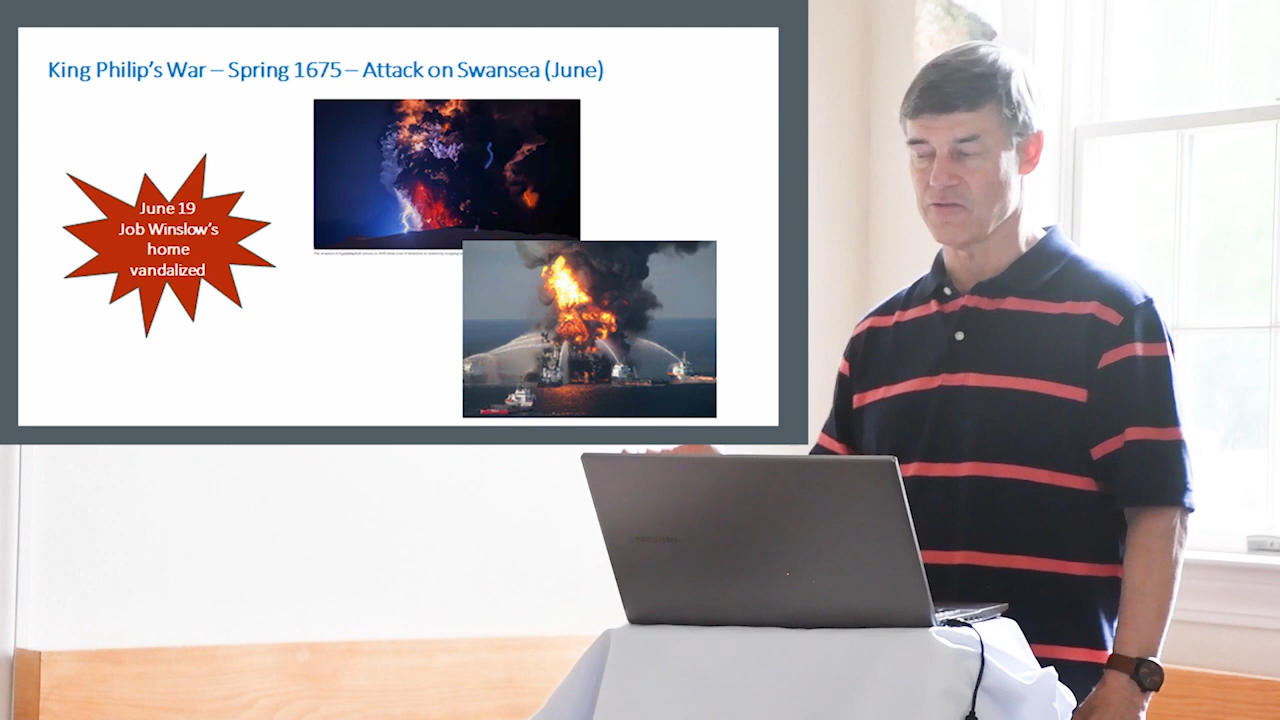 King Philip's War – Spring 1675 – Attack on Swansea (June)
June 19
Job Winslow's
home
vandalized